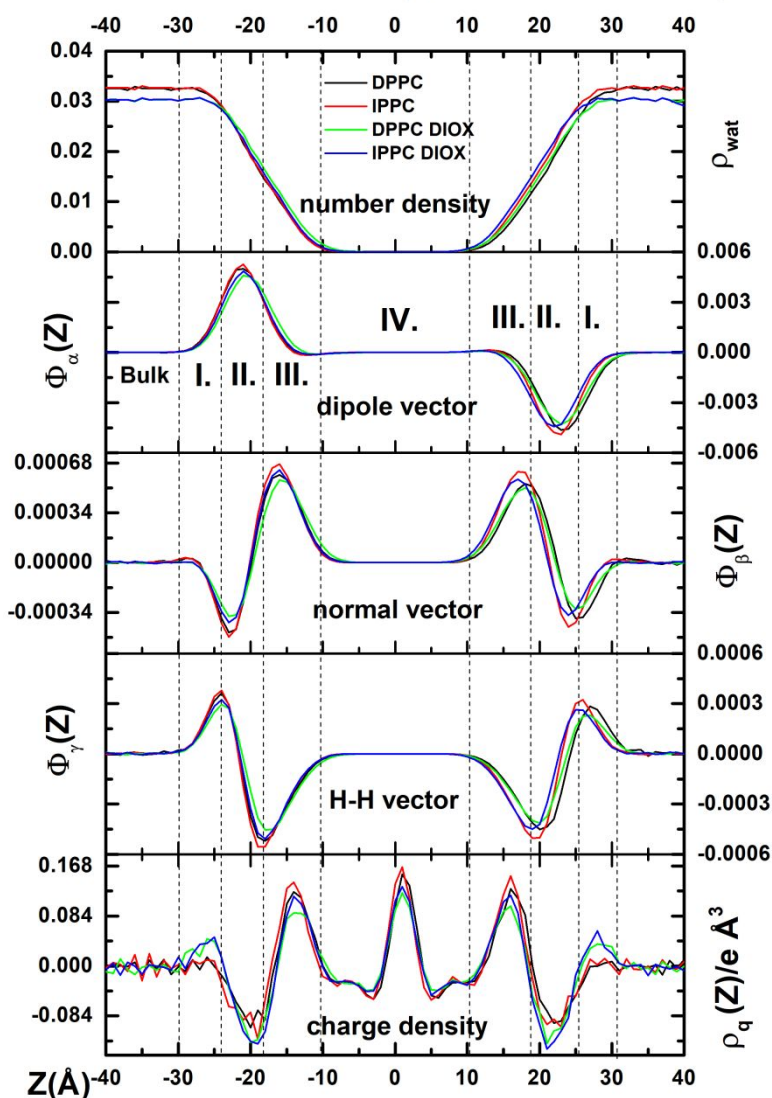 -40 -30 -20 -10 0 10 20 30 40
0.04
0.03
0.02
0.01
0.00
DPPC
IPPC
DPPC DIOX
IPPC DIOX
ρwat
number density
0.006
0.003
0.000
-0.003
-0.006
Φα(Z)
Bulk
I.
II.
III.
IV.
III.
II.
I.
dipole vector
0.00068
0.00034
0.00000
-0.00034
Φβ(Z)
normal vector
0.0006
0.0003
0.0000
-0.0003
-0.0006
Φγ(Z)
H-H vector
0.168
0.084
0.000
-0.084
ρq(Z)/e Å3
charge density
Z(Å)
-40 -30 -20 -10 0 10 20 30 40